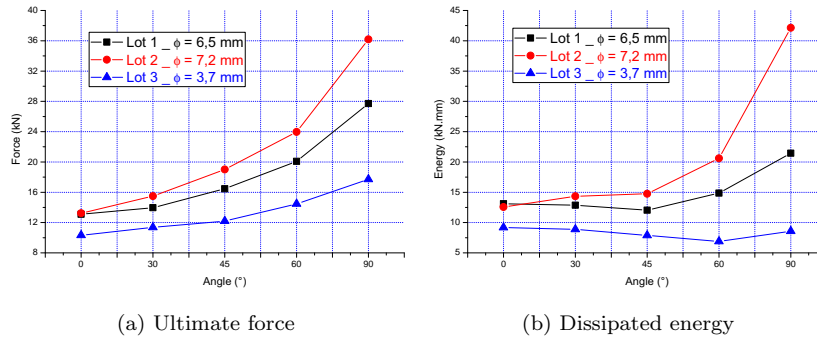 40
36
32
28
24
20
16
12
8
Force (kN)
Lot 1 _ ϕ = 6,5 mm
Lot 2 _ ϕ = 7,2 mm
Lot 3 _ ϕ = 3,7 mm
0 30 45 60 90
Angle (°)
(a) Ultimate force
45
40
35
30
25
20
15
10
5
Energy (kN.mm)
Lot 1 _ ϕ = 6,5 mm
Lot 2 _ ϕ = 7,2 mm
Lot 3 _ ϕ = 3,7 mm
0 30 45 60 90
Angle (°)
(b) Dissipated energy